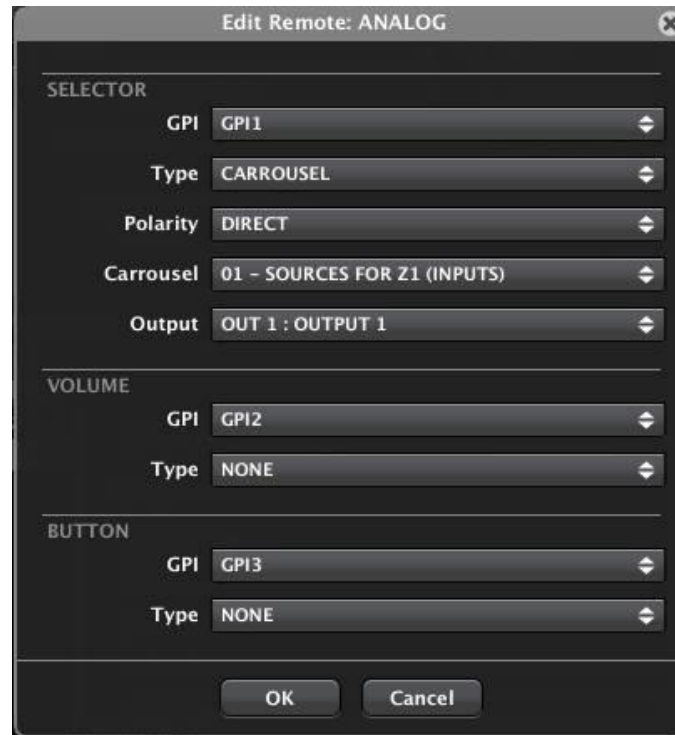 Edit Remote: ANALOG
SELECTOR
GPI GPI1
Type CARROUSEL
Polarity DIRECT
Carrousel 01 – SOURCES FOR Z1 (INPUTS)
Output OUT 1 : OUTPUT 1
VOLUME
GPI GPI2
Type NONE
BUTTON
GPI GPI3
Type NONE
OK Cancel